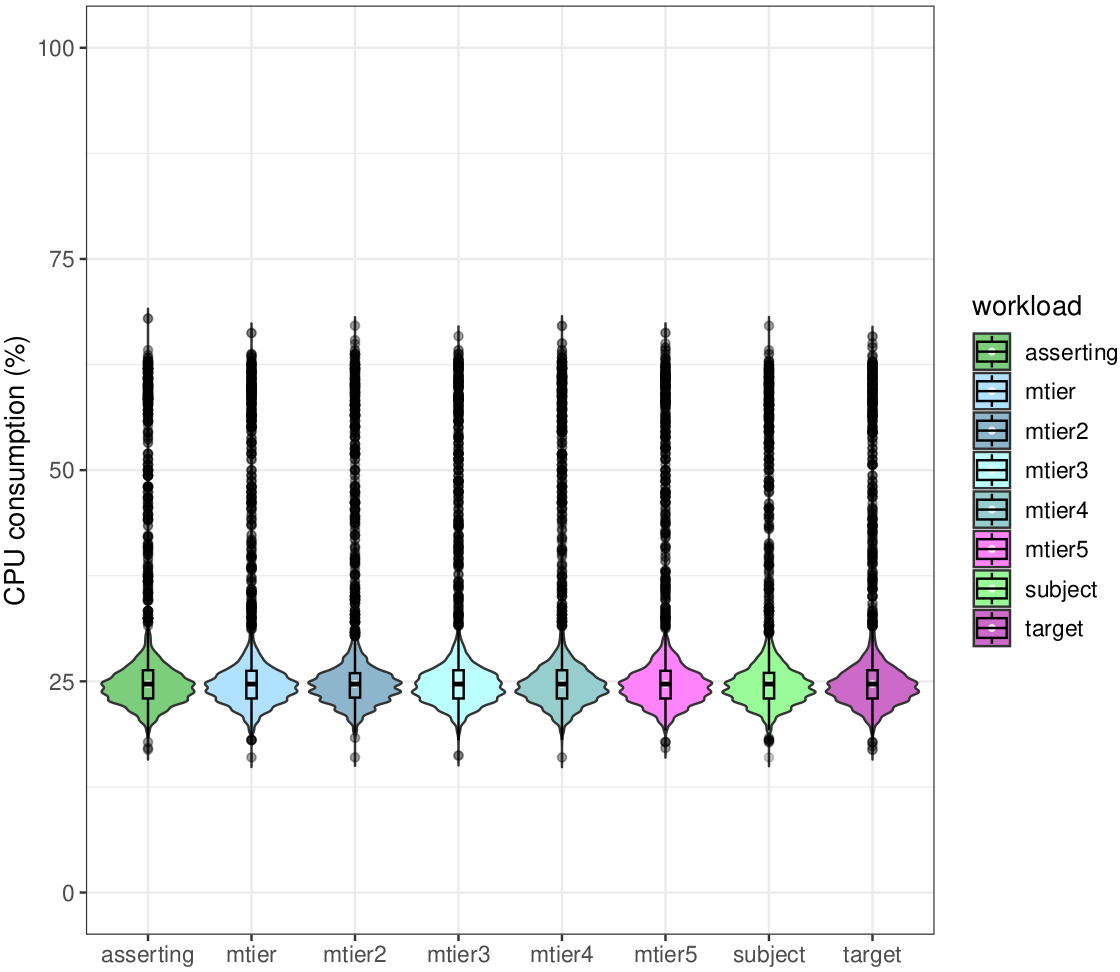 CPU consumption (%)
100
75
50
25
0
asserting mtier mtier2 mtier3 mtier4 mtier5 subject target
workload
asserting
mtier
mtier2
mtier3
mtier4
mtier5
subject
target